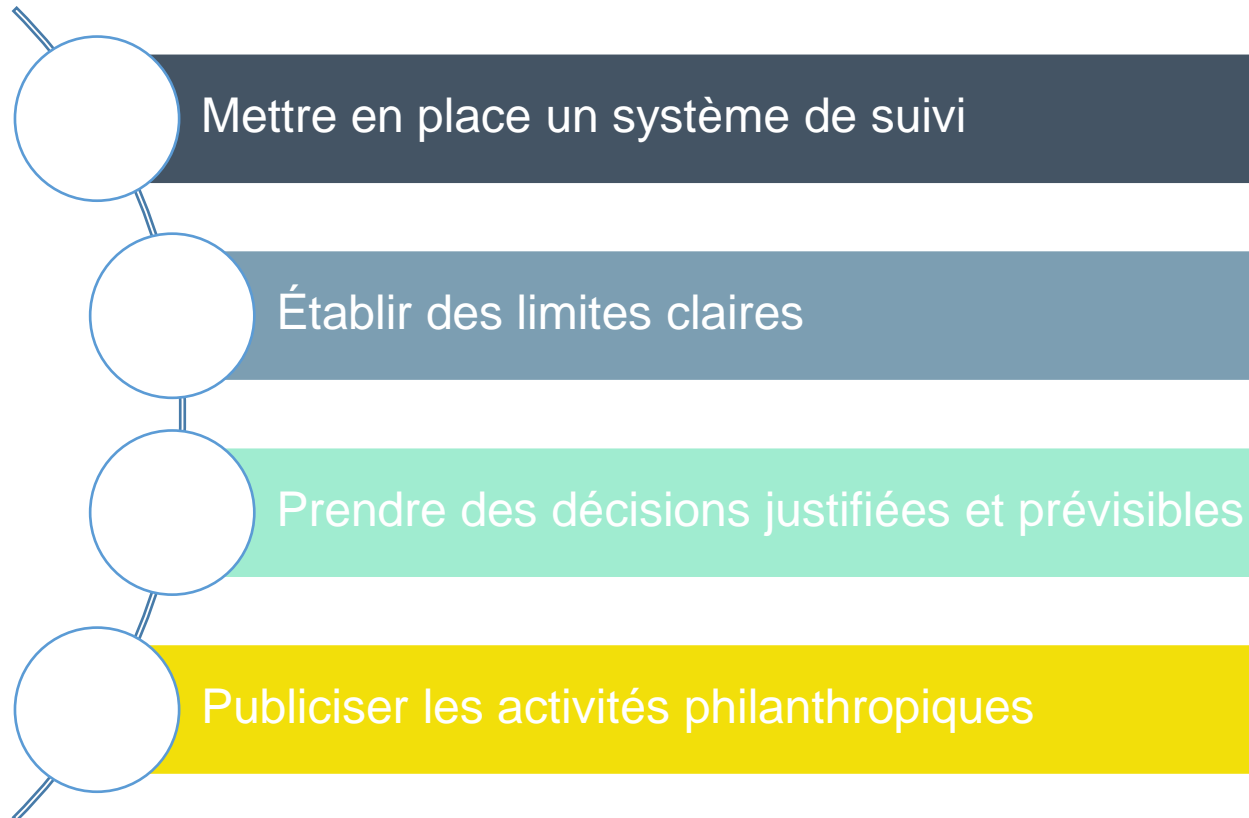 Mettre en place un système de suivi
Établir des limites claires
Prendre des décisions justifiées et prévisibles
Publiciser les activités philanthropiques